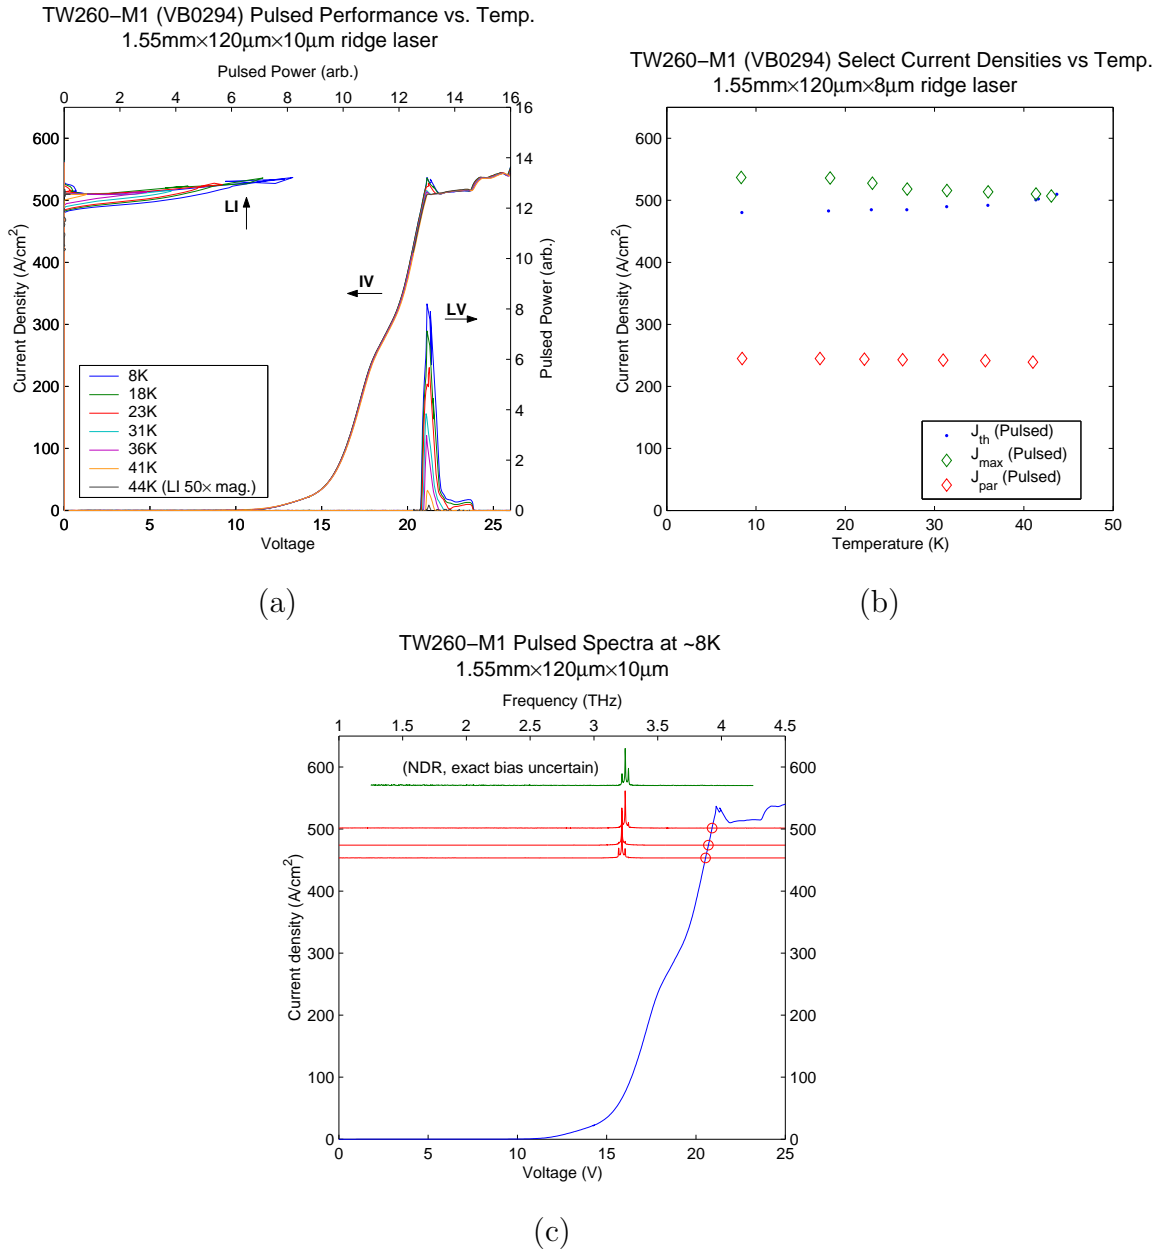 TW260−M1 (VB0294) Pulsed Performance vs. Temp.
1.55mm×120μm×10μm ridge laser
Pulsed Power (arb.)
0 2 4 6 8 10 12 14 16
600
500
400
300
200
100
0
Current Density (A/cm²)
16
14
12
10
8
6
4
2
0
Pulsed Power (arb.)
LI
IV
LV
8K
18K
23K
31K
36K
41K
44K (LI 50× mag.)
0 5 10 15 20 25
Voltage
(a)
TW260−M1 (VB0294) Select Current Densities vs Temp.
1.55mm×120μm×8μm ridge laser
600
500
400
300
200
100
0
Current Density (A/cm²)
J_th (Pulsed)
J_max (Pulsed)
J_par (Pulsed)
0 10 20 30 40 50
Temperature (K)
(b)
TW260−M1 Pulsed Spectra at ~8K
1.55mm×120μm×10μm
Frequency (THz)
1 1.5 2 2.5 3 3.5 4 4.5
(NDR, exact bias uncertain)
600
500
400
300
200
100
0
Current density (A/cm²)
600
500
400
300
200
100
0
0 5 10 15 20 25
Voltage (V)
(c)